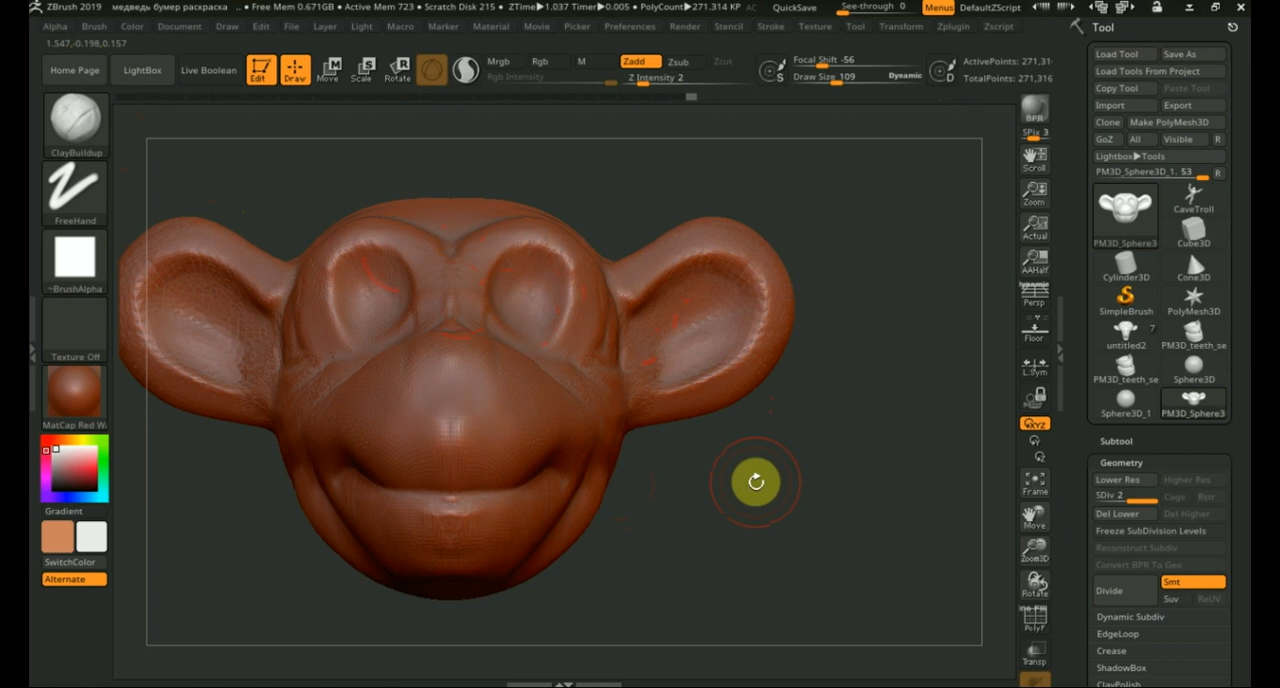 ZBrush 2019 медведь бумер раскраска .. • Free Mem 0.671GB • Active Mem 723 • Scratch Disk 215 • ZTime▶1.037 Timer▶0.005 • PolyCount▶271.314 KP AC QuickSave See-through 0 Menus DefaultZScript
Alpha Brush Color Document Draw Edit File Layer Light Macro Marker Material Movie Picker Preferences Render Stencil Stroke Texture Tool Transform Zplugin Zscript
1.547,-0.198,0.157
Home Page LightBox Live Boolean Edit Draw Move Scale Rotate
Mrgb Rgb M Zadd Zsub Zcut Focal Shift -56 ActivePoints: 271,31
Rgb Intensity Z Intensity 2 Draw Size 109 Dynamic TotalPoints: 271,316
S
D
ClayBuildup
FreeHand
~BrushAlpha
Texture Off
MatCap Red W
Gradient
SwitchColor
Alternate
BPR
SPix 3
Scroll
Zoom
Actual
AAHalf
Dynamic
Persp
Floor
L.Sym
XYZ
Frame
Move
Zoom3D
Rotate
PolyF
Transp
Tool
Load Tool Save As
Load Tools From Project
Copy Tool Paste Tool
Import Export
Clone Make PolyMesh3D
GoZ All Visible R
Lightbox▶Tools
PM3D_Sphere3D_1. 53 R
PM3D_Sphere3 CaveTroll
Cube3D
Cylinder3D Cone3D
SimpleBrush PolyMesh3D
7
untitled2 PM3D_teeth_se
PM3D_teeth_se Sphere3D
Sphere3D_1 PM3D_Sphere3
Subtool
Geometry
Lower Res Higher Res
SDiv 2 Cage Rstr
Del Lower Del Higher
Freeze SubDivision Levels
Reconstruct Subdiv
Convert BPR To Geo
Divide Smt
Suv ReUV
Dynamic Subdiv
EdgeLoop
Crease
ShadowBox
ClayPolish